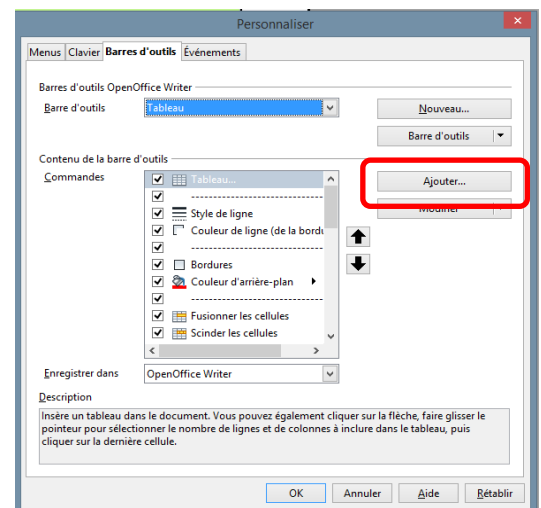 Personnaliser
Menus Clavier Barres d'outils Événements
Barres d'outils OpenOffice Writer
Barre d'outils Tableau Nouveau...
Barre d'outils
Contenu de la barre d'outils
Commandes Tableau... Ajouter...
------------------------
Style de ligne Modifier
Couleur de ligne (de la bordu
------------------------
Bordures
Couleur d'arrière-plan
------------------------
Fusionner les cellules
Scinder les cellules
Enregistrer dans OpenOffice Writer
Description
Insère un tableau dans le document. Vous pouvez également cliquer sur la flèche, faire glisser le
pointeur pour sélectionner le nombre de lignes et de colonnes à inclure dans le tableau, puis
cliquer sur la dernière cellule.
OK Annuler Aide Rétablir